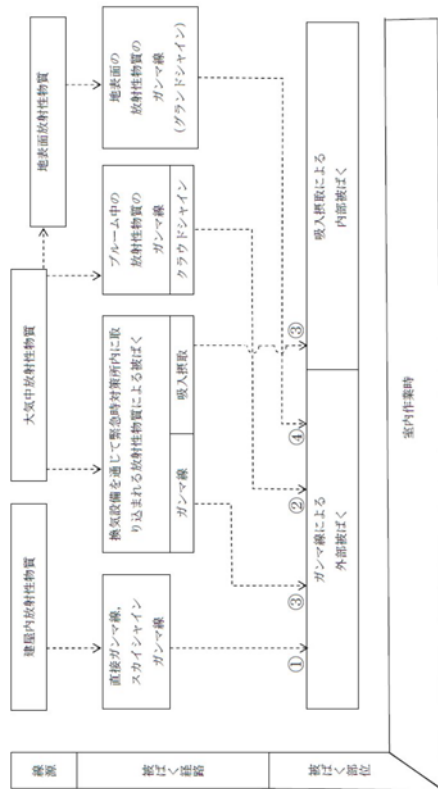 線源
建屋内放射性物質
大気中放射性物質
地表面放射性物質
被ばく経路
直接ガンマ線,
スカイシャイン
ガンマ線
換気設備を通じて緊急時対策所内に取
り込まれる放射性物質による被ばく
ガンマ線
吸入摂取
プルーム中の
放射性物質の
ガンマ線
クラウドシャイン
地表面の
放射性物質の
ガンマ線
(グランドシャイン)
被ばく部位
①
③
②
④
③
ガンマ線による
外部被ばく
吸入摂取による
内部被ばく
室内作業時